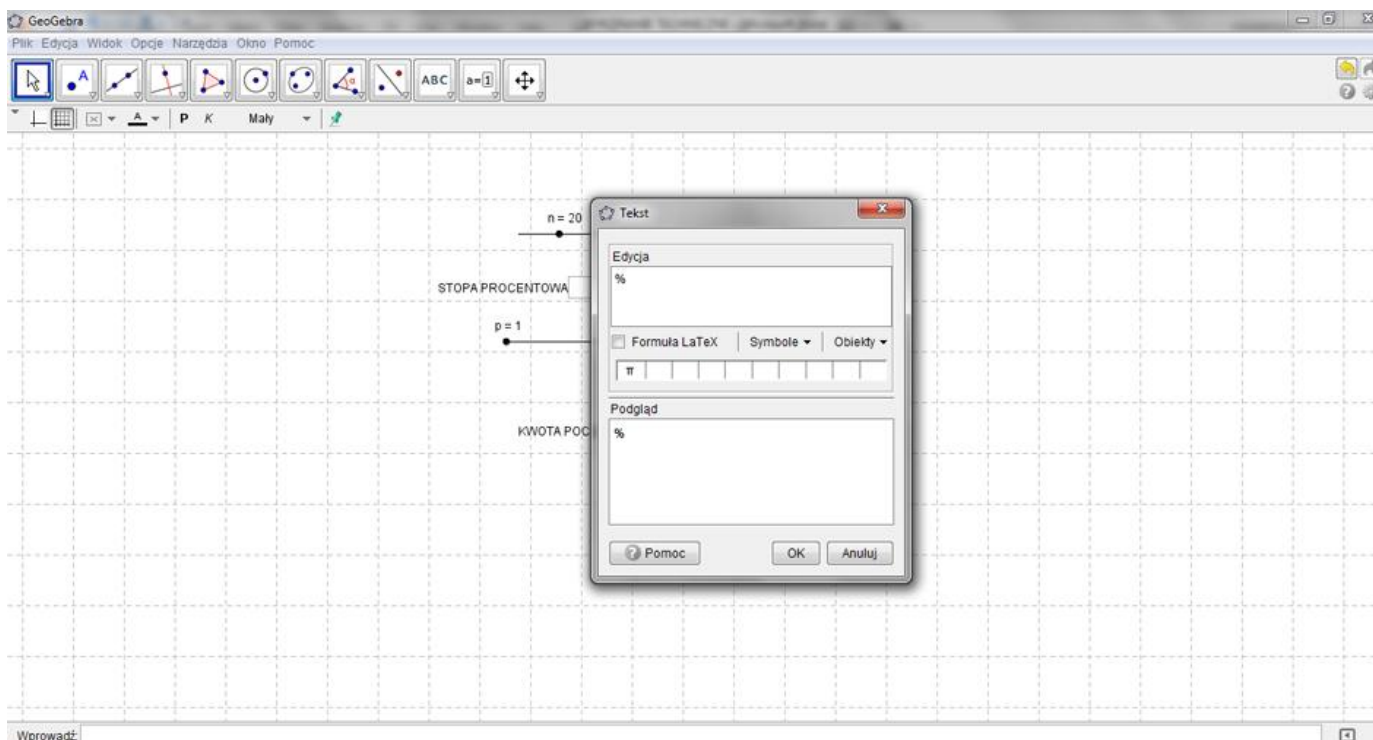 GeoGebra
Plik Edycja Widok Opcje Narzędzia Okno Pomoc
A ABC a=1
A P K Mały
n = 20
Tekst
Edycja
%
STOPA PROCENTOWA
p = 1
Formuła LaTeX Symbole Obiekty
π
Podgląd
KWOTA POC
%
Pomoc OK Anuluj
Wprowadź: